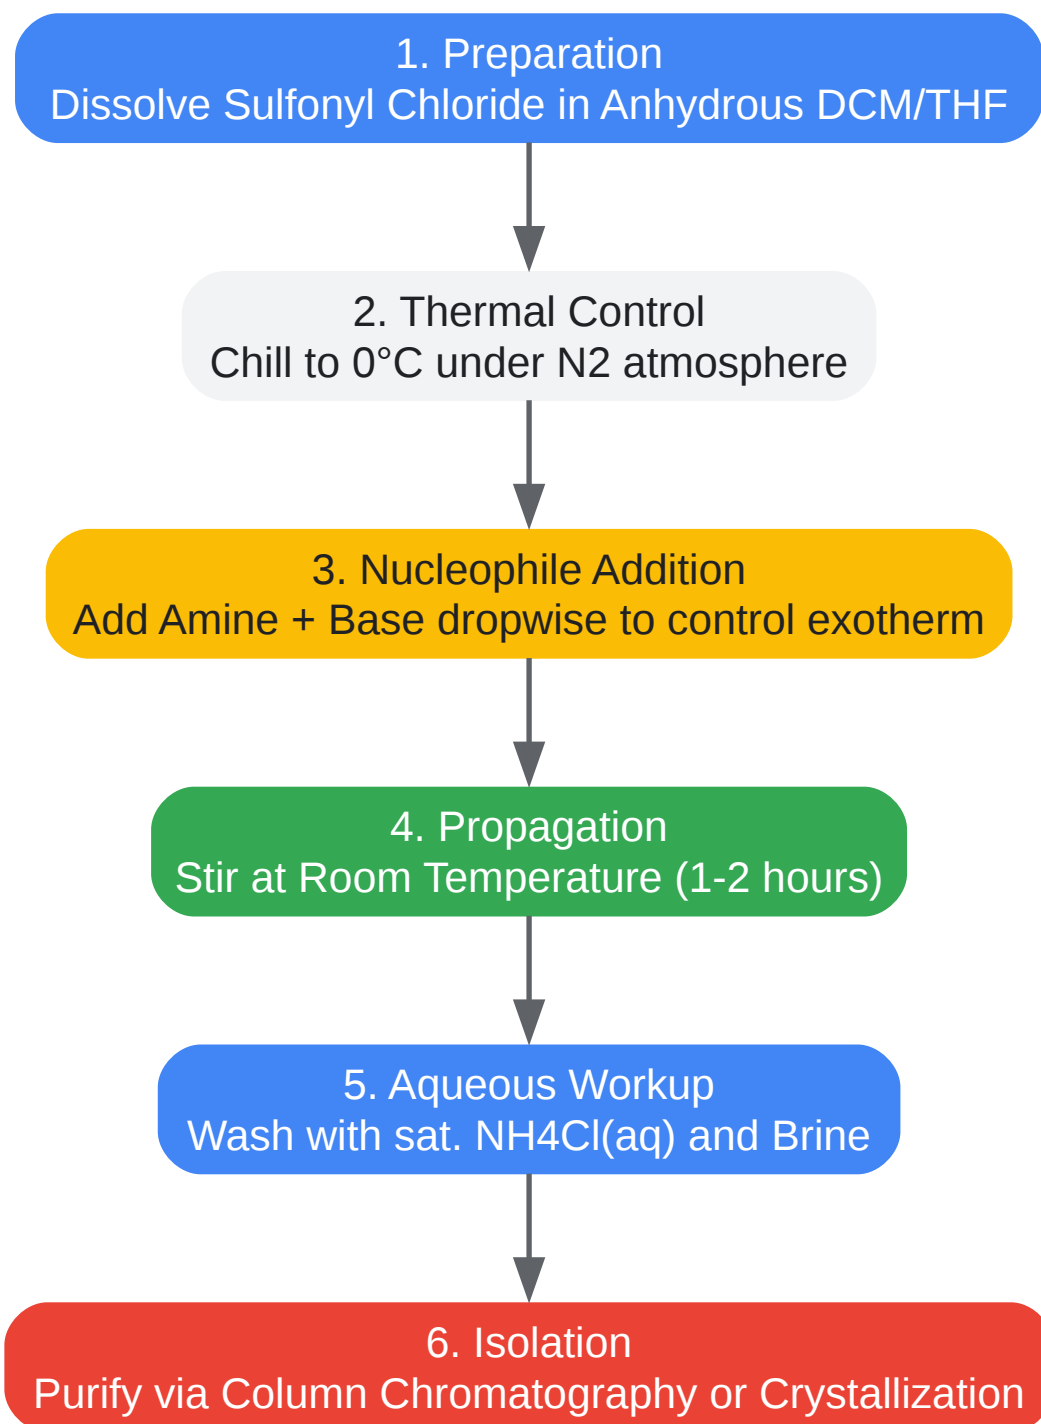 1. Preparation
Dissolve Sulfonyl Chloride in Anhydrous DCM/THF
2. Thermal Control
Chill to 0°C under N2 atmosphere
3. Nucleophile Addition
Add Amine + Base dropwise to control exotherm
4. Propagation
Stir at Room Temperature (1-2 hours)
5. Aqueous Workup
Wash with sat. NH4Cl(aq) and Brine
6. Isolation
Purify via Column Chromatography or Crystallization